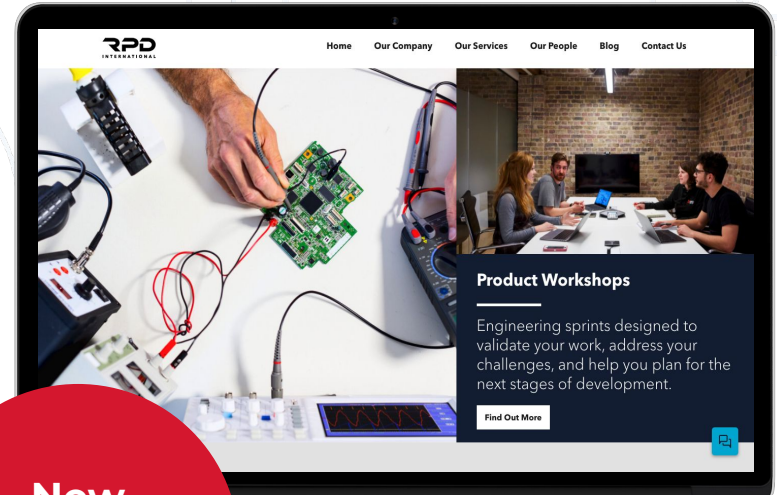 RPD
INTERNATIONAL
Home Our Company Our Services Our People Blog Contact Us
Product Workshops
Engineering sprints designed to
validate your work, address your
challenges, and help you plan for the
next stages of development.
Find Out More
New